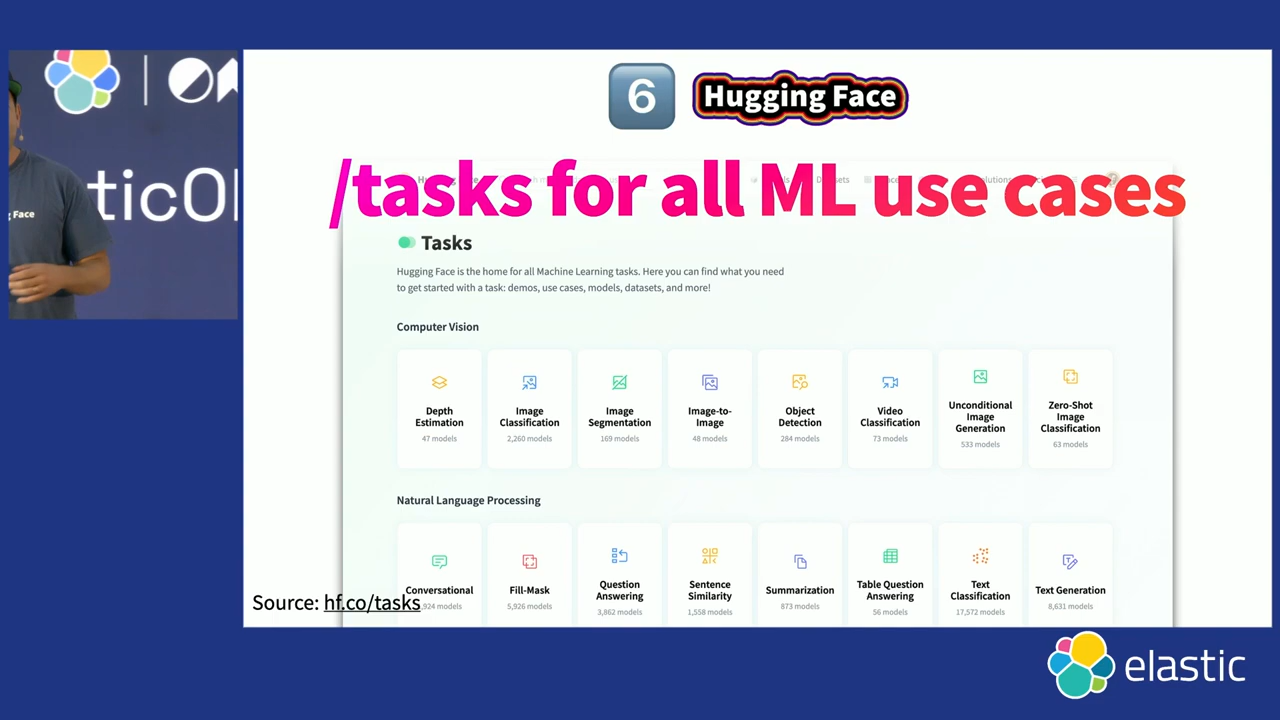 6 Hugging Face
/tasks for all ML use cases
ticO
g Face
Tasks
Hugging Face is the home for all Machine Learning tasks. Here you can find what you need
to get started with a task: demos, use cases, models, datasets, and more!
Computer Vision
Depth
Estimation
47 models
Image
Classification
2,260 models
Image
Segmentation
169 models
Image-to-
Image
48 models
Object
Detection
284 models
Video
Classification
73 models
Unconditional
Image
Generation
533 models
Zero-Shot
Image
Classification
63 models
Natural Language Processing
Conversational
,924 models
Fill-Mask
5,926 models
Question
Answering
3,862 models
Sentence
Similarity
1,558 models
Summarization
873 models
Table Question
Answering
56 models
Text
Classification
17,572 models
Text Generation
8,631 models
Source: hf.co/tasks
elastic